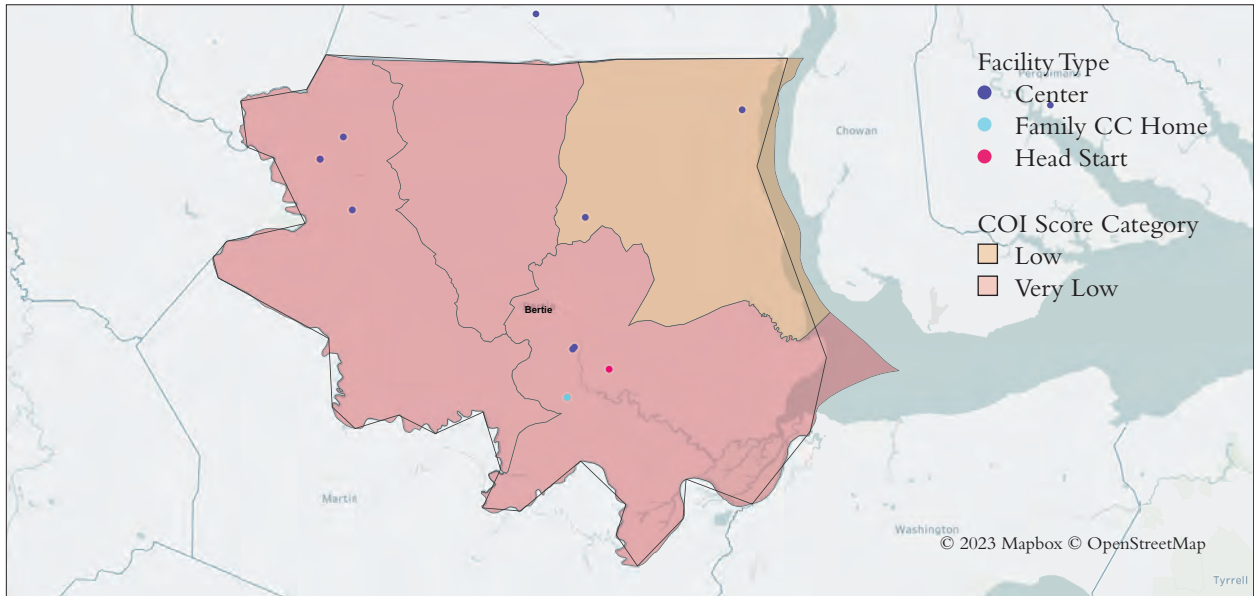 Facility Type
Perquimans
Center
Chowan
Family CC Home
Head Start
COI Score Category
Low
Very Low
Bertie
Martin
Washington
© 2023 Mapbox © OpenStreetMap
Tyrrell